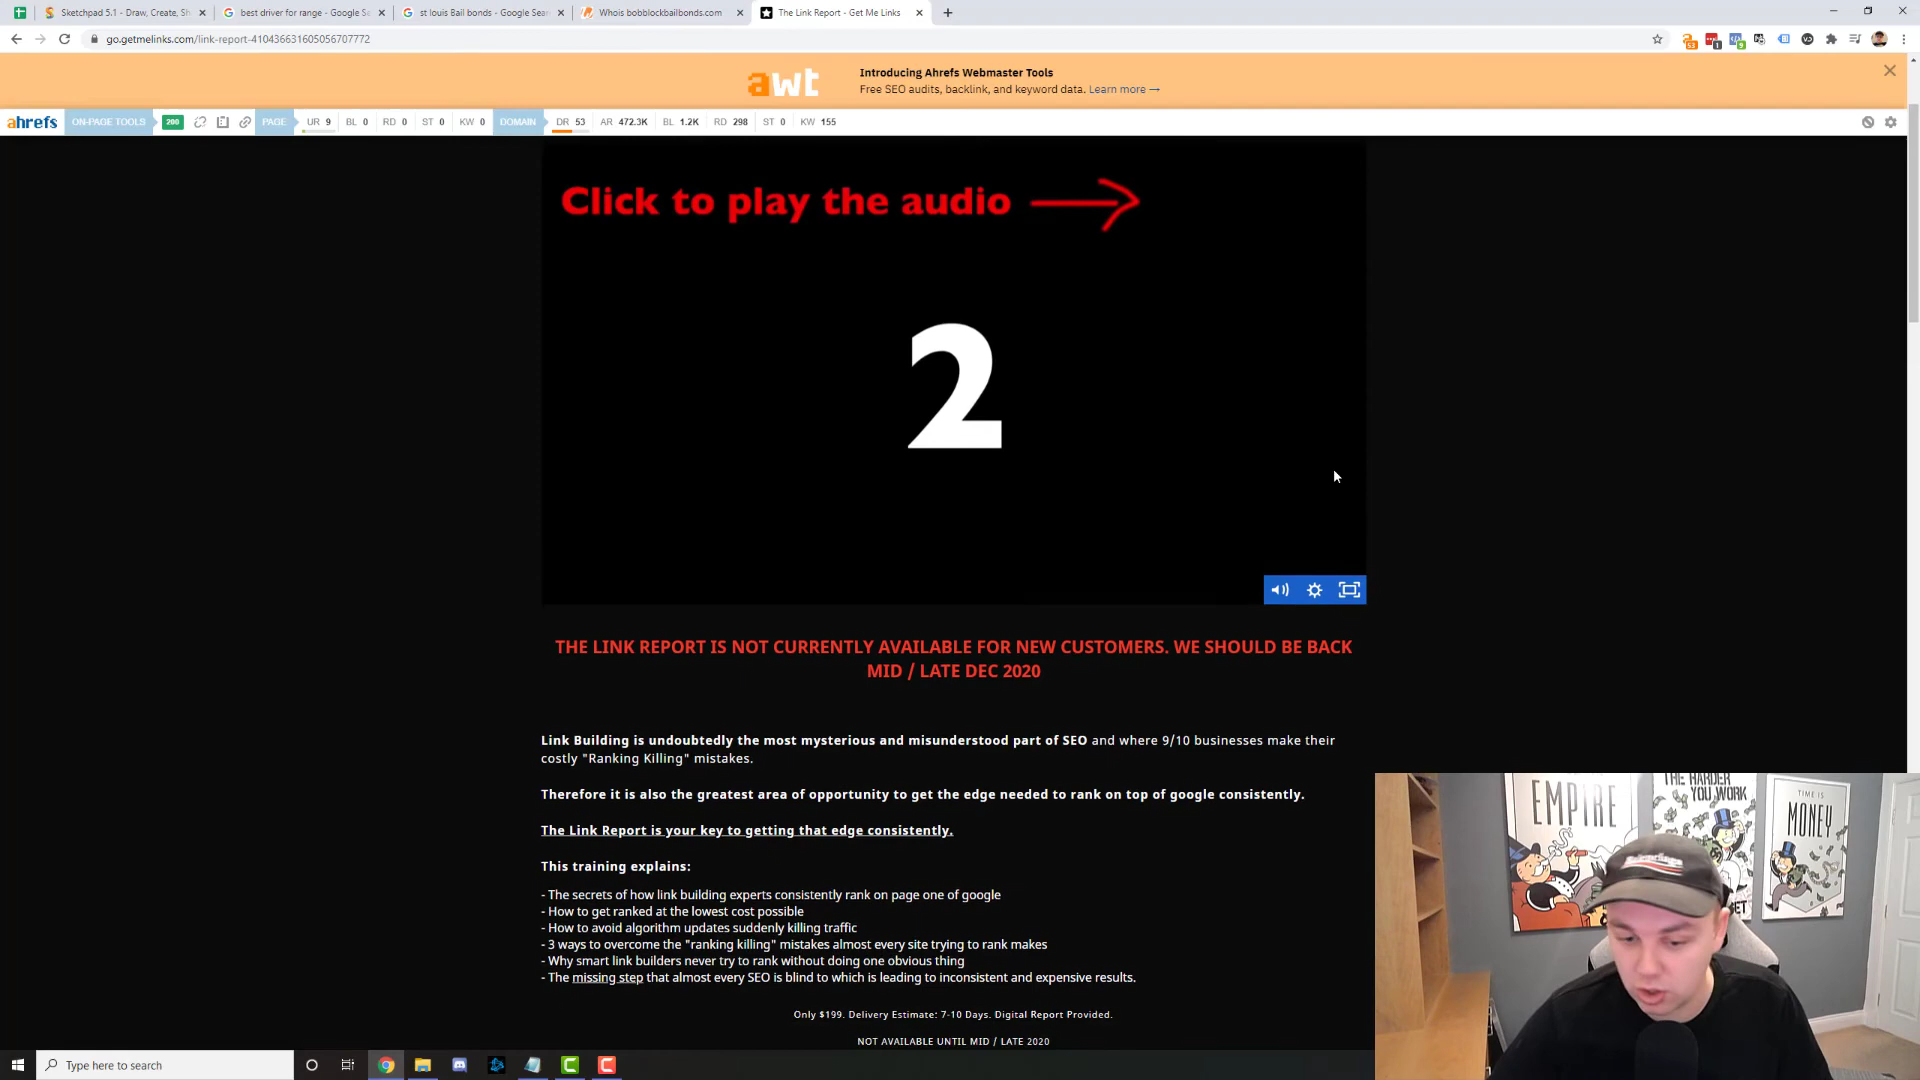 Sketchpad 5.1 - Draw, Create, Sh
best driver for range - Google Se
st louis Bail bonds - Google Sear
Whois bobblockbailbonds.com
The Link Report - Get Me Links
go.getmelinks.com/link-report-410436631605056707772
awt
Introducing Ahrefs Webmaster Tools
Free SEO audits, backlink, and keyword data. Learn more →
ahrefs ON-PAGE TOOLS 200 PAGE UR 9 BL 0 RD 0 ST 0 KW 0 DOMAIN DR 53 AR 472.3K BL 1.2K RD 298 ST 0 KW 155
Click to play the audio
2
THE LINK REPORT IS NOT CURRENTLY AVAILABLE FOR NEW CUSTOMERS. WE SHOULD BE BACK
MID / LATE DEC 2020
Link Building is undoubtedly the most mysterious and misunderstood part of SEO and where 9/10 businesses make their
costly "Ranking Killing" mistakes.
Therefore it is also the greatest area of opportunity to get the edge needed to rank on top of google consistently.
The Link Report is your key to getting that edge consistently.
This training explains:
- The secrets of how link building experts consistently rank on page one of google
- How to get ranked at the lowest cost possible
- How to avoid algorithm updates suddenly killing traffic
- 3 ways to overcome the "ranking killing" mistakes almost every site trying to rank makes
- Why smart link builders never try to rank without doing one obvious thing
- The missing step that almost every SEO is blind to which is leading to inconsistent and expensive results.
Only $199. Delivery Estimate: 7-10 Days. Digital Report Provided.
NOT AVAILABLE UNTIL MID / LATE 2020
EMPIRE
THE HARDER
YOU WORK
TIME IS
MONEY
Type here to search